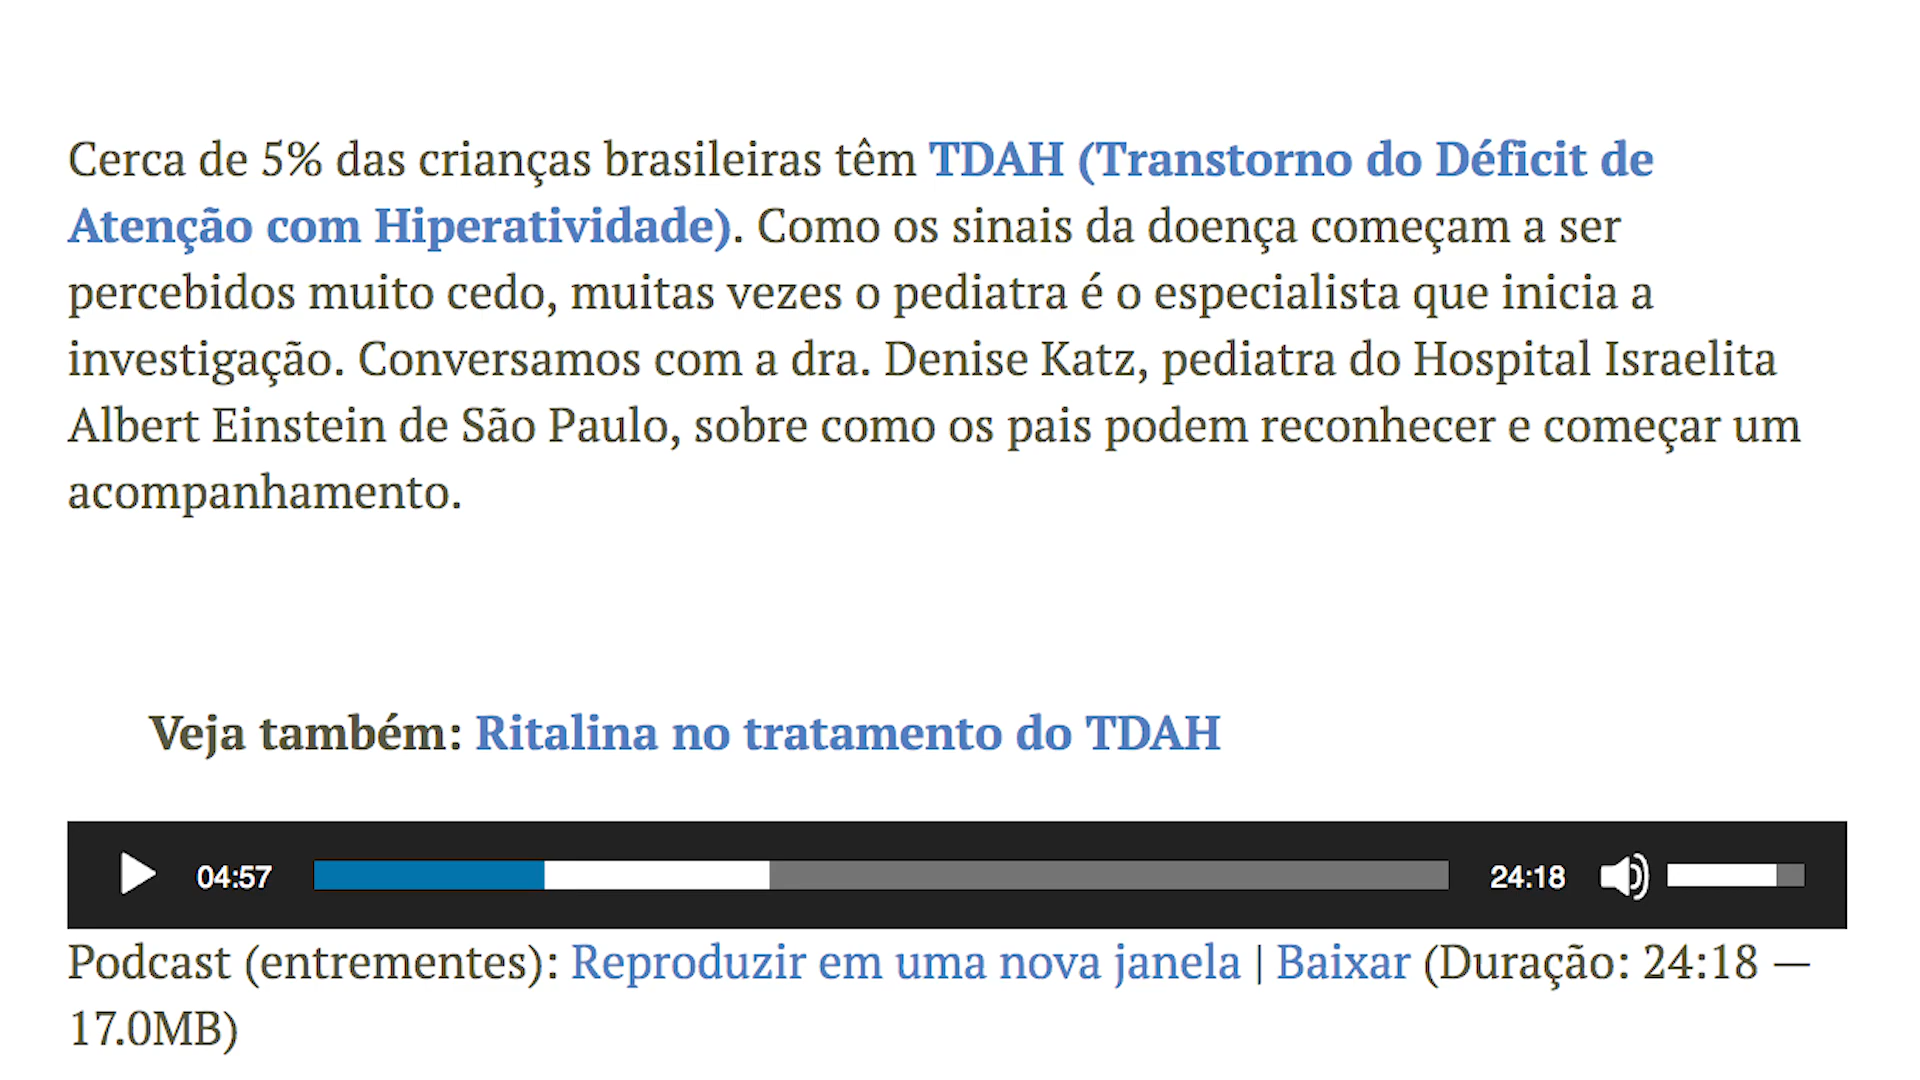 Cerca de 5% das crianças brasileiras têm TDAH (Transtorno do Déficit de
Atenção com Hiperatividade). Como os sinais da doença começam a ser
percebidos muito cedo, muitas vezes o pediatra é o especialista que inicia a
investigação. Conversamos com a dra. Denise Katz, pediatra do Hospital Israelita
Albert Einstein de São Paulo, sobre como os pais podem reconhecer e começar um
acompanhamento.
Veja também: Ritalina no tratamento do TDAH
04:57 24:18
Podcast (entrementes): Reproduzir em uma nova janela | Baixar (Duração: 24:18 —
17.0MB)